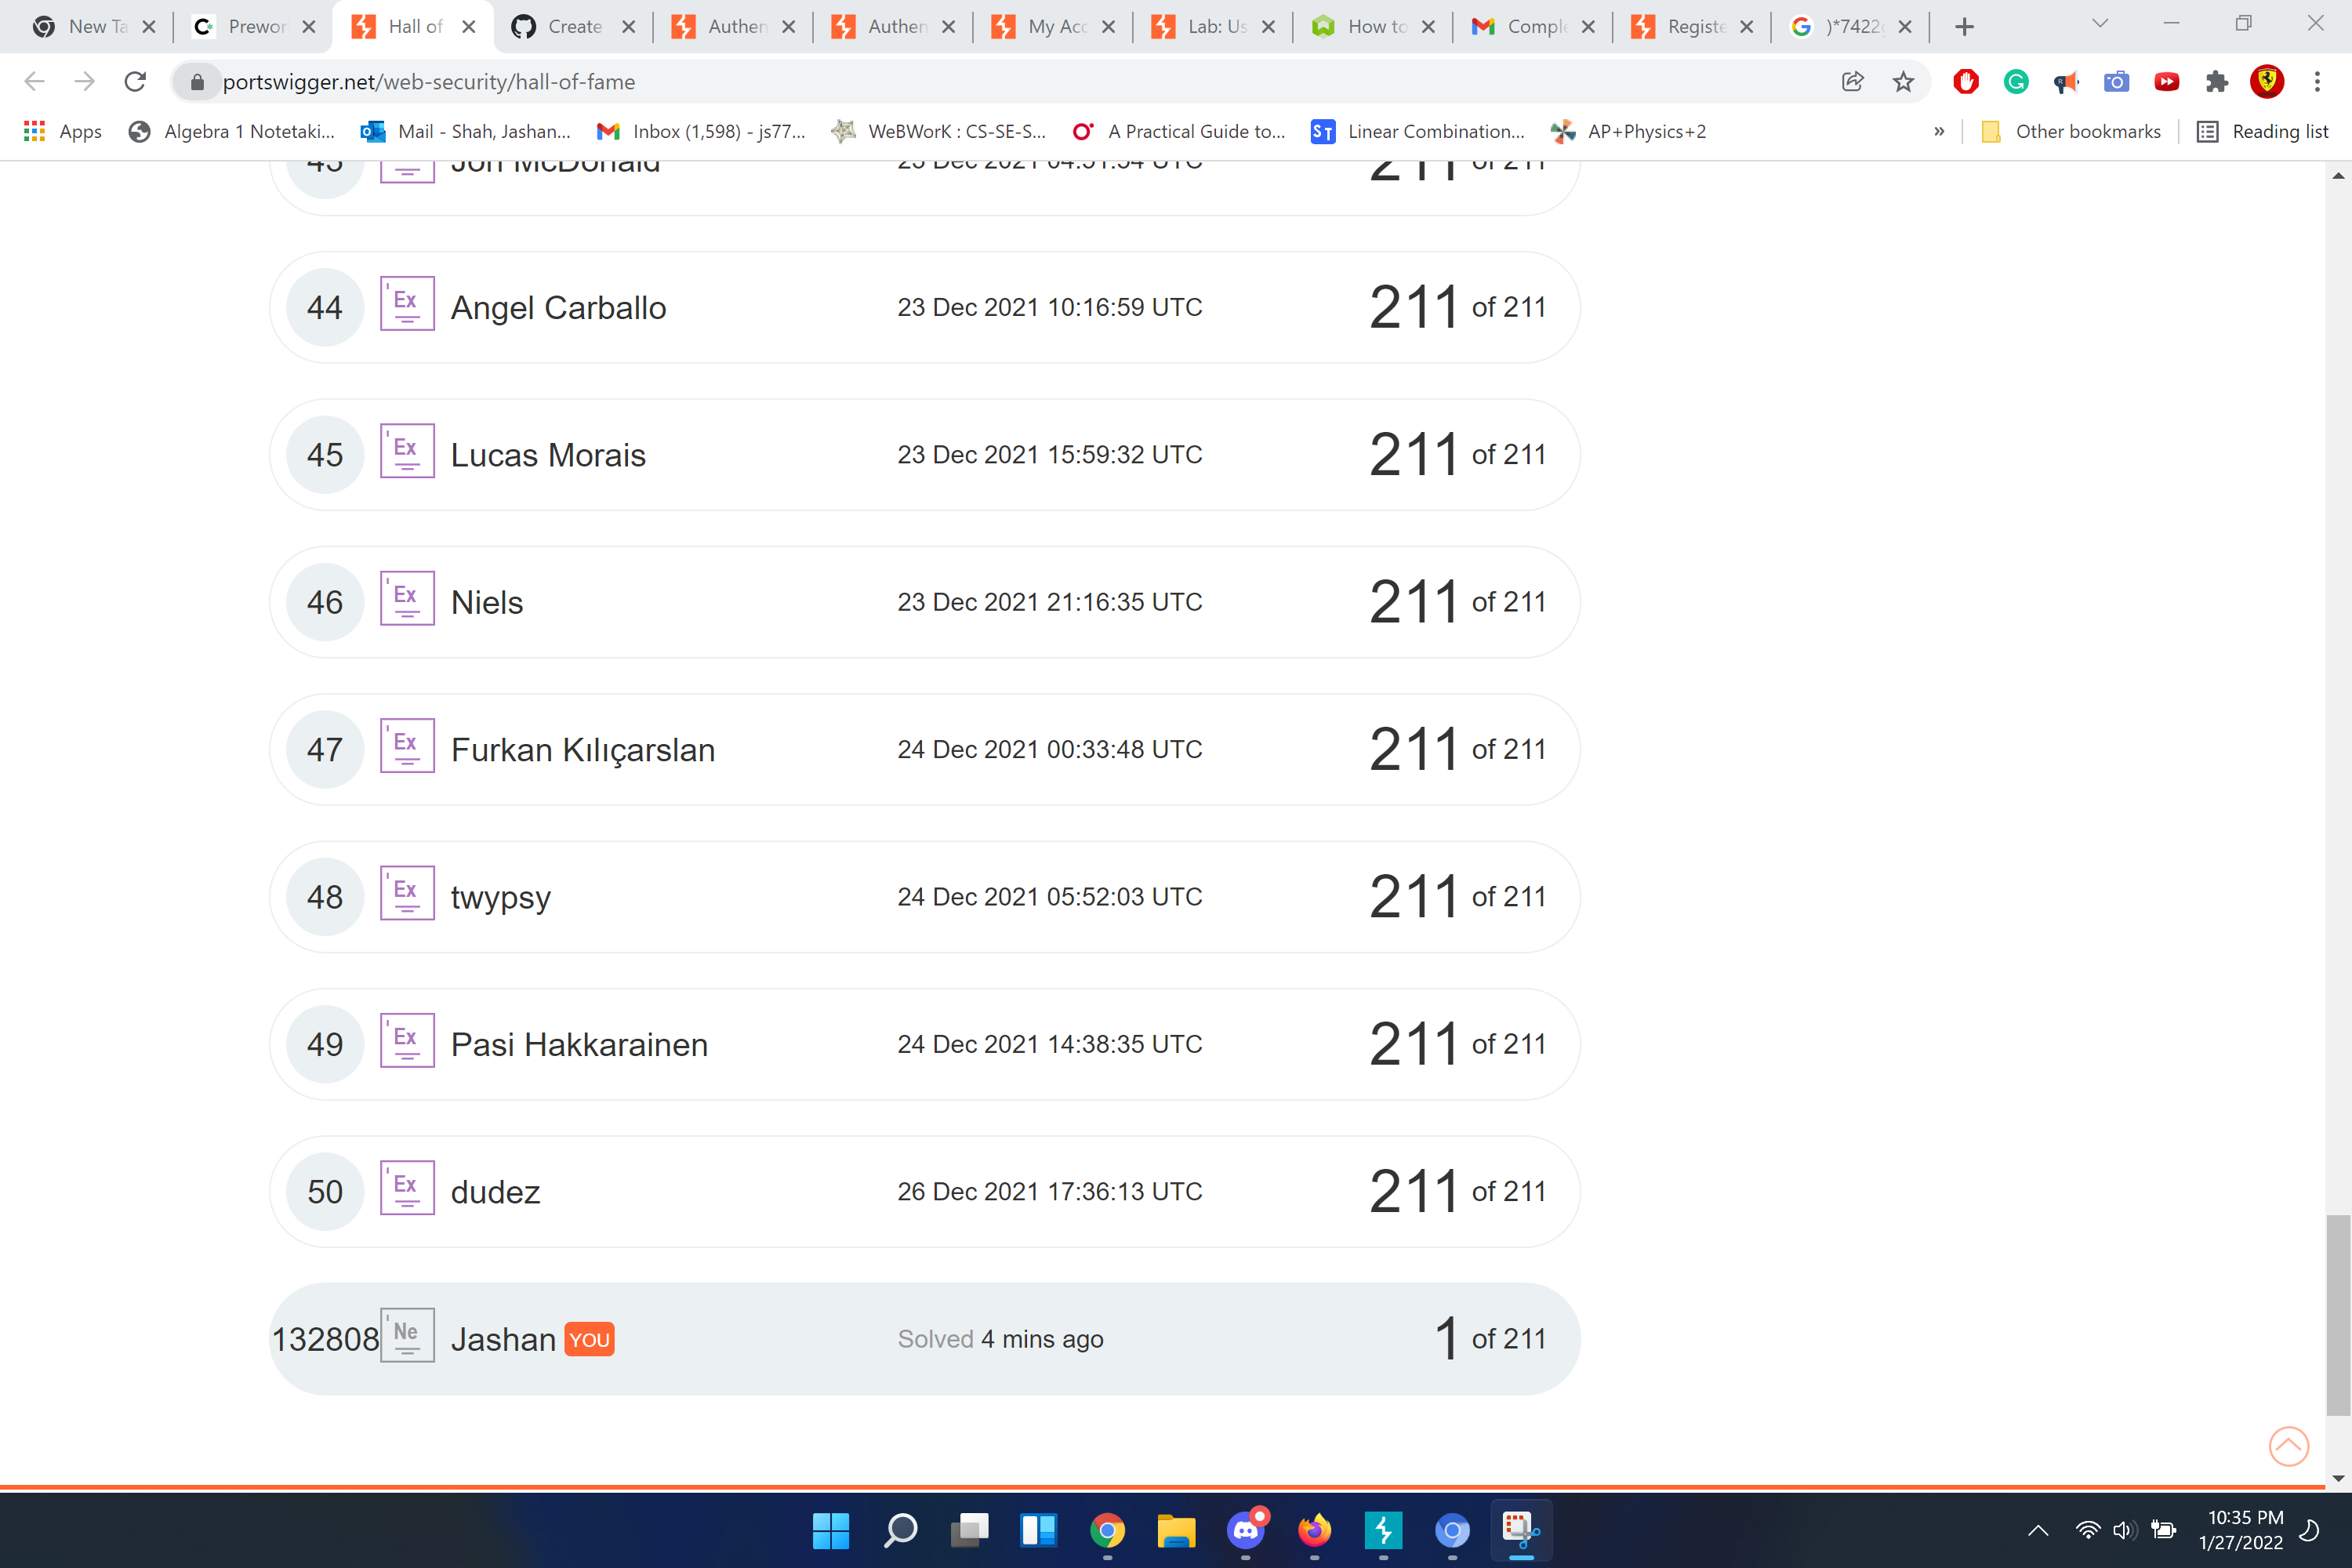 New Ta
Prewor
Hall of
Create
Authen
Authen
My Acc
Lab: Us
How to
Comple
Registe
)*7422
portswigger.net/web-security/hall-of-fame
Apps
Algebra 1 Notetaki...
Mail - Shah, Jashan...
Inbox (1,598) - js77...
WeBWorK : CS-SE-S...
A Practical Guide to...
ST Linear Combination...
AP+Physics+2
»
Other bookmarks
Reading list
43 Jon McDonald 23 Dec 2021 04:51:54 UTC 211 of 211
44 Ex Angel Carballo 23 Dec 2021 10:16:59 UTC 211 of 211
45 Ex Lucas Morais 23 Dec 2021 15:59:32 UTC 211 of 211
46 Ex Niels 23 Dec 2021 21:16:35 UTC 211 of 211
47 Ex Furkan Kılıçarslan 24 Dec 2021 00:33:48 UTC 211 of 211
48 Ex twypsy 24 Dec 2021 05:52:03 UTC 211 of 211
49 Ex Pasi Hakkarainen 24 Dec 2021 14:38:35 UTC 211 of 211
50 Ex dudez 26 Dec 2021 17:36:13 UTC 211 of 211
132808 Ne Jashan YOU Solved 4 mins ago 1 of 211
10:35 PM
1/27/2022